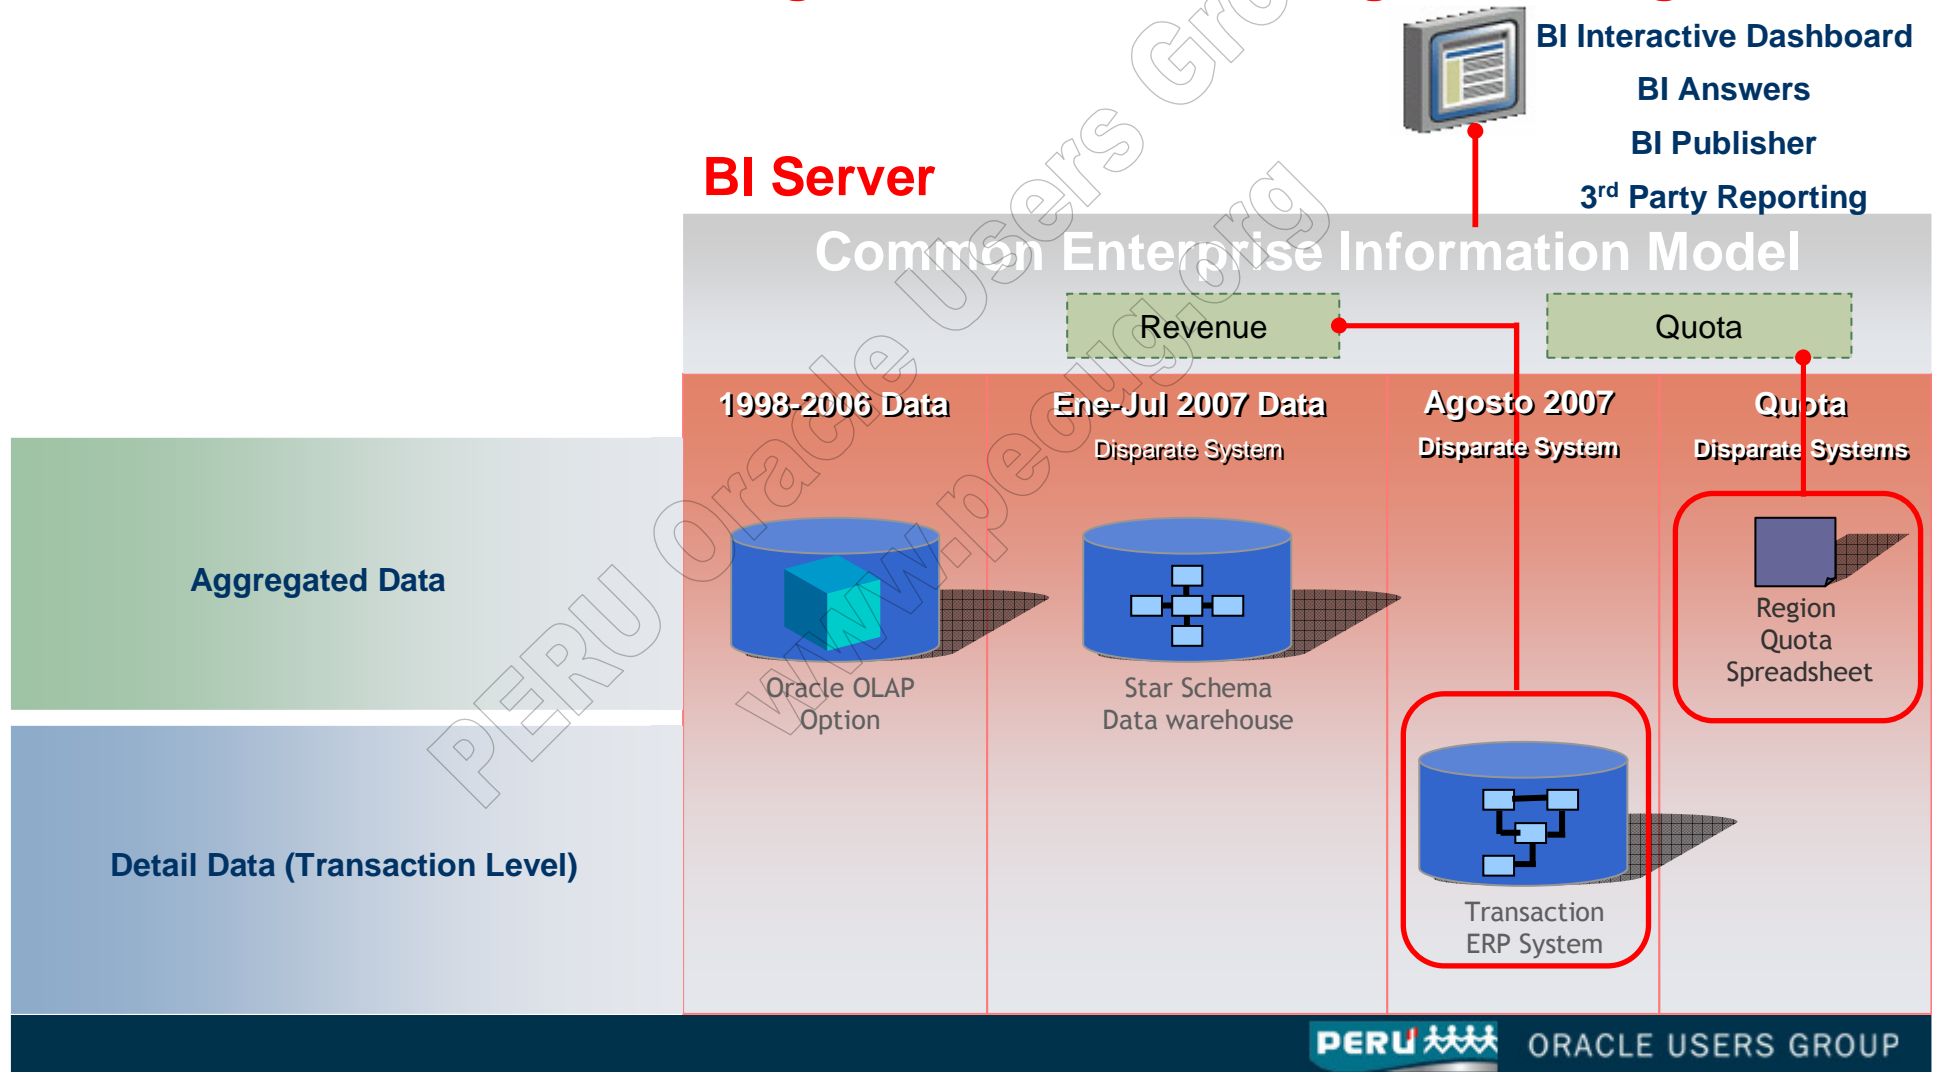 BI Interactive Dashboard
BI Answers
BI Publisher
3rd Party Reporting
BI Server
Common Enterprise Information Model
Revenue
Quota
1998-2006 Data
Ene-Jul 2007 Data
Disparate System
Agosto 2007
Disparate System
Quota
Disparate Systems
Aggregated Data
Oracle OLAP
Option
Star Schema
Data warehouse
Region
Quota
Spreadsheet
Detail Data (Transaction Level)
Transaction
ERP System
PERU Oracle Users
www.peoug.org
PERU
ORACLE USERS GROUP